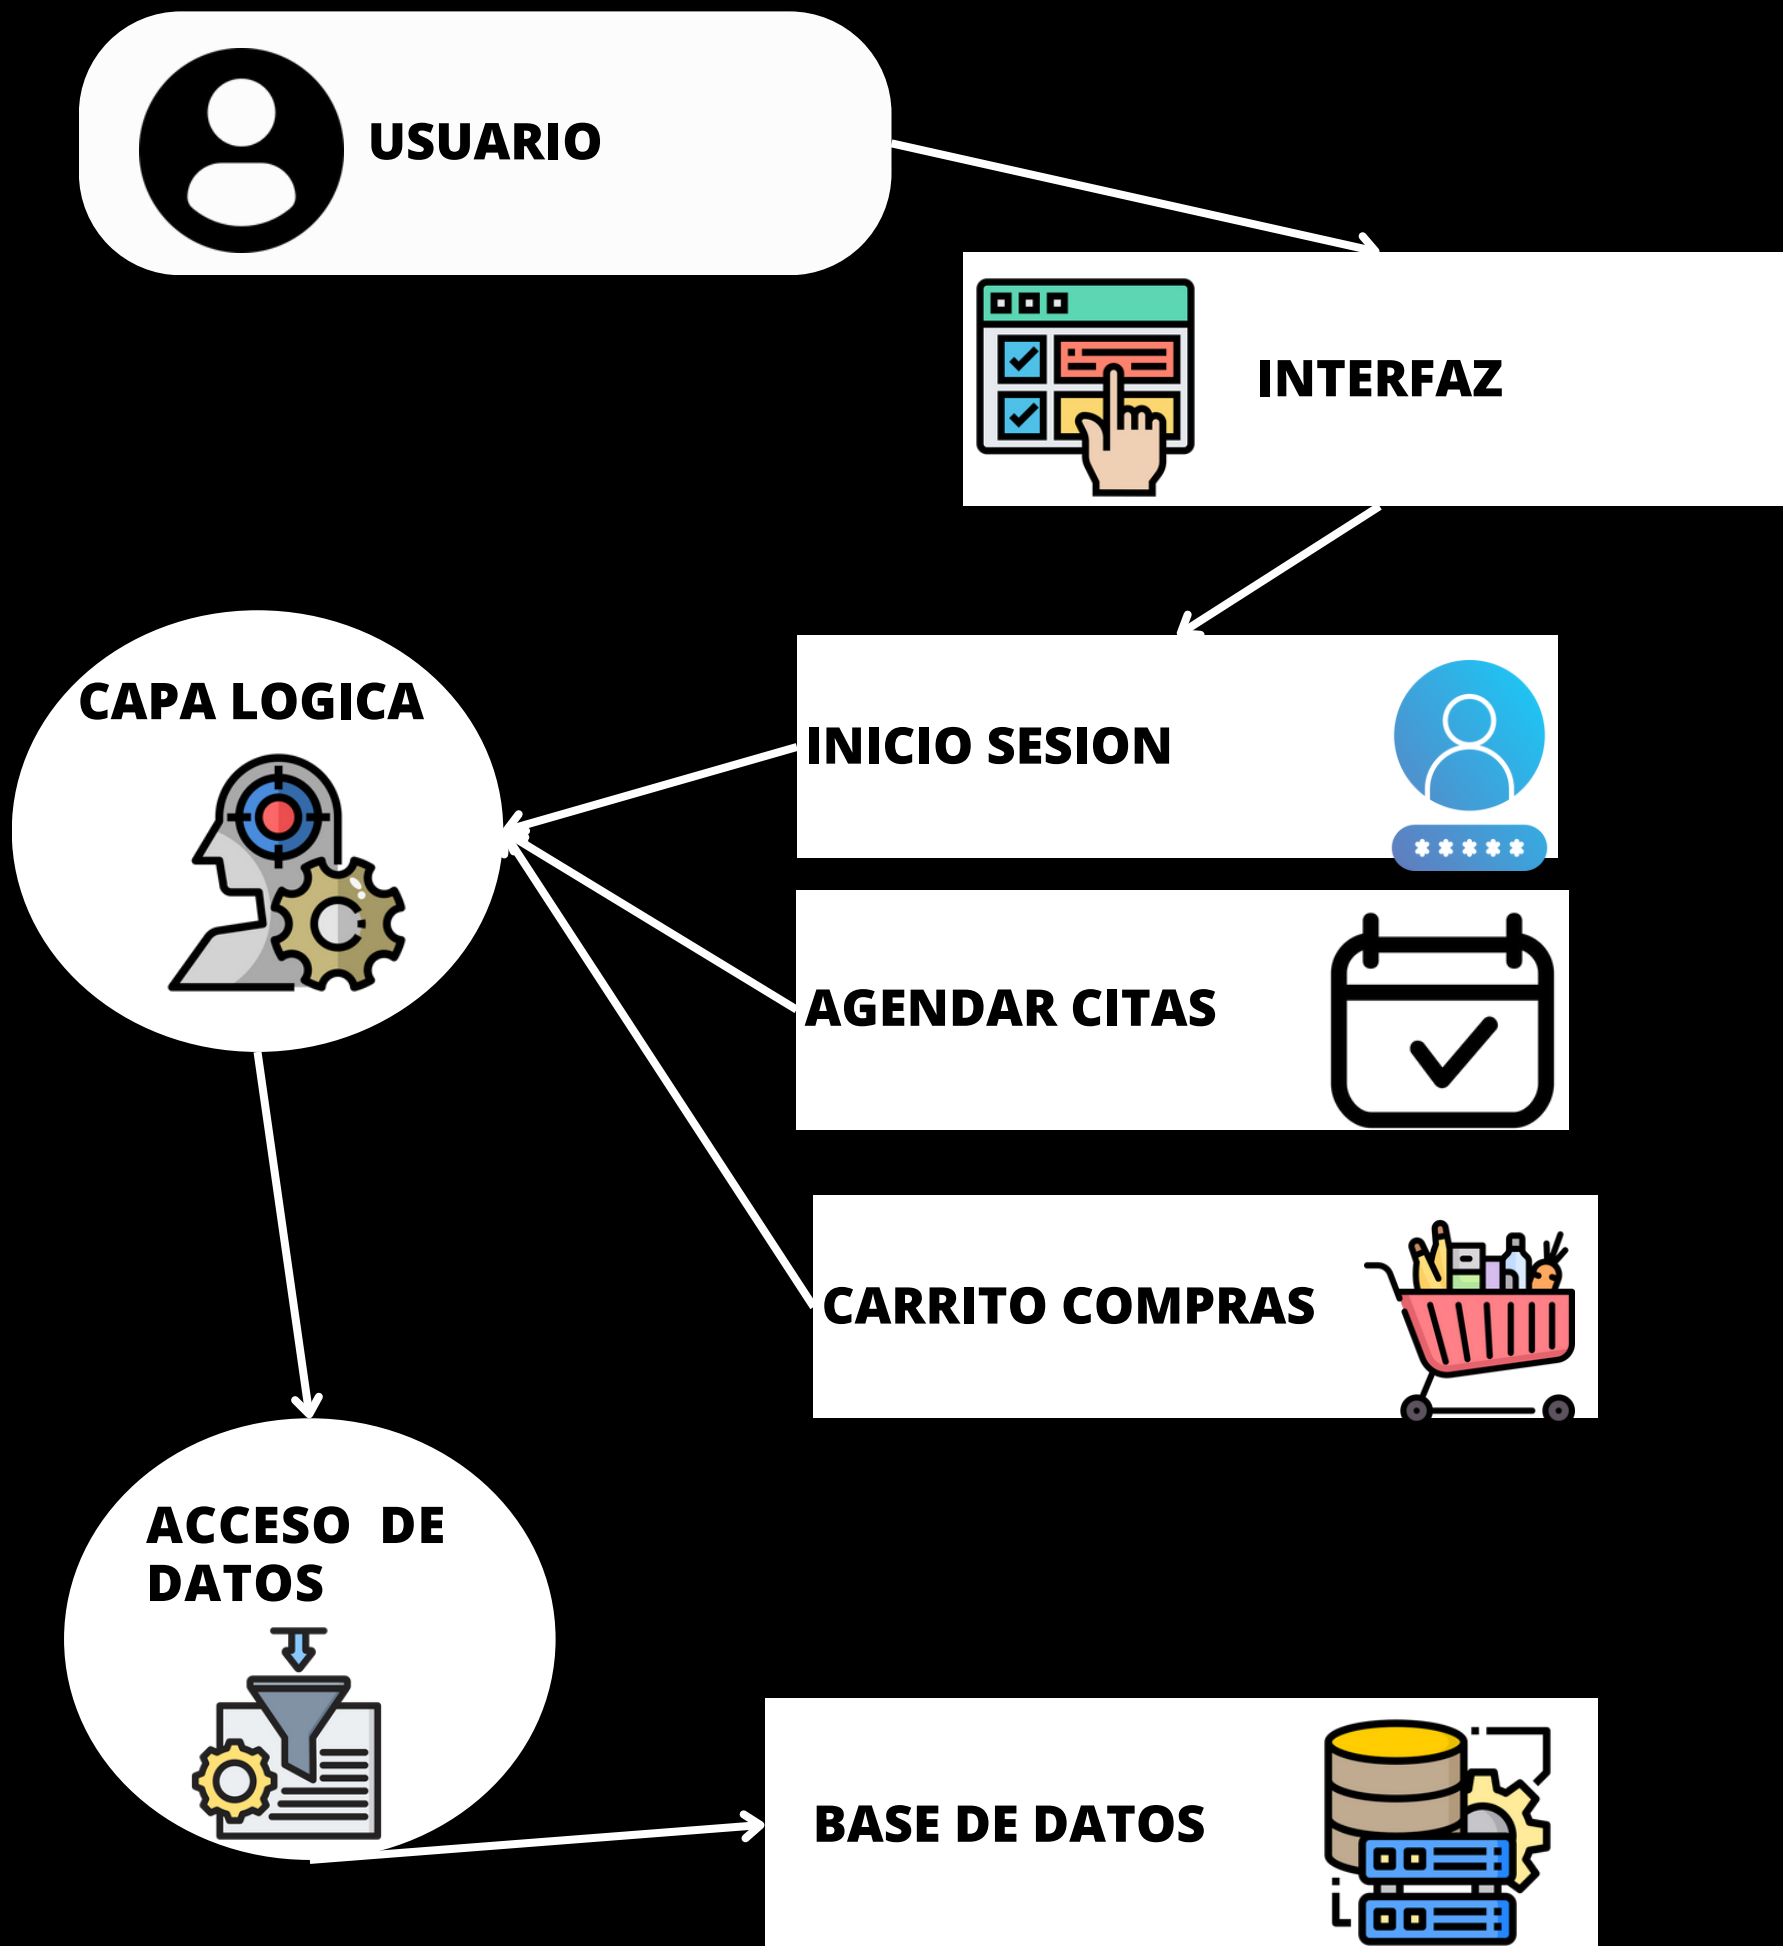 USUARIO
INTERFAZ
CAPA LOGICA
INICIO SESION
*****
AGENDAR CITAS
CARRITO COMPRAS
ACCESO DE
DATOS
BASE DE DATOS